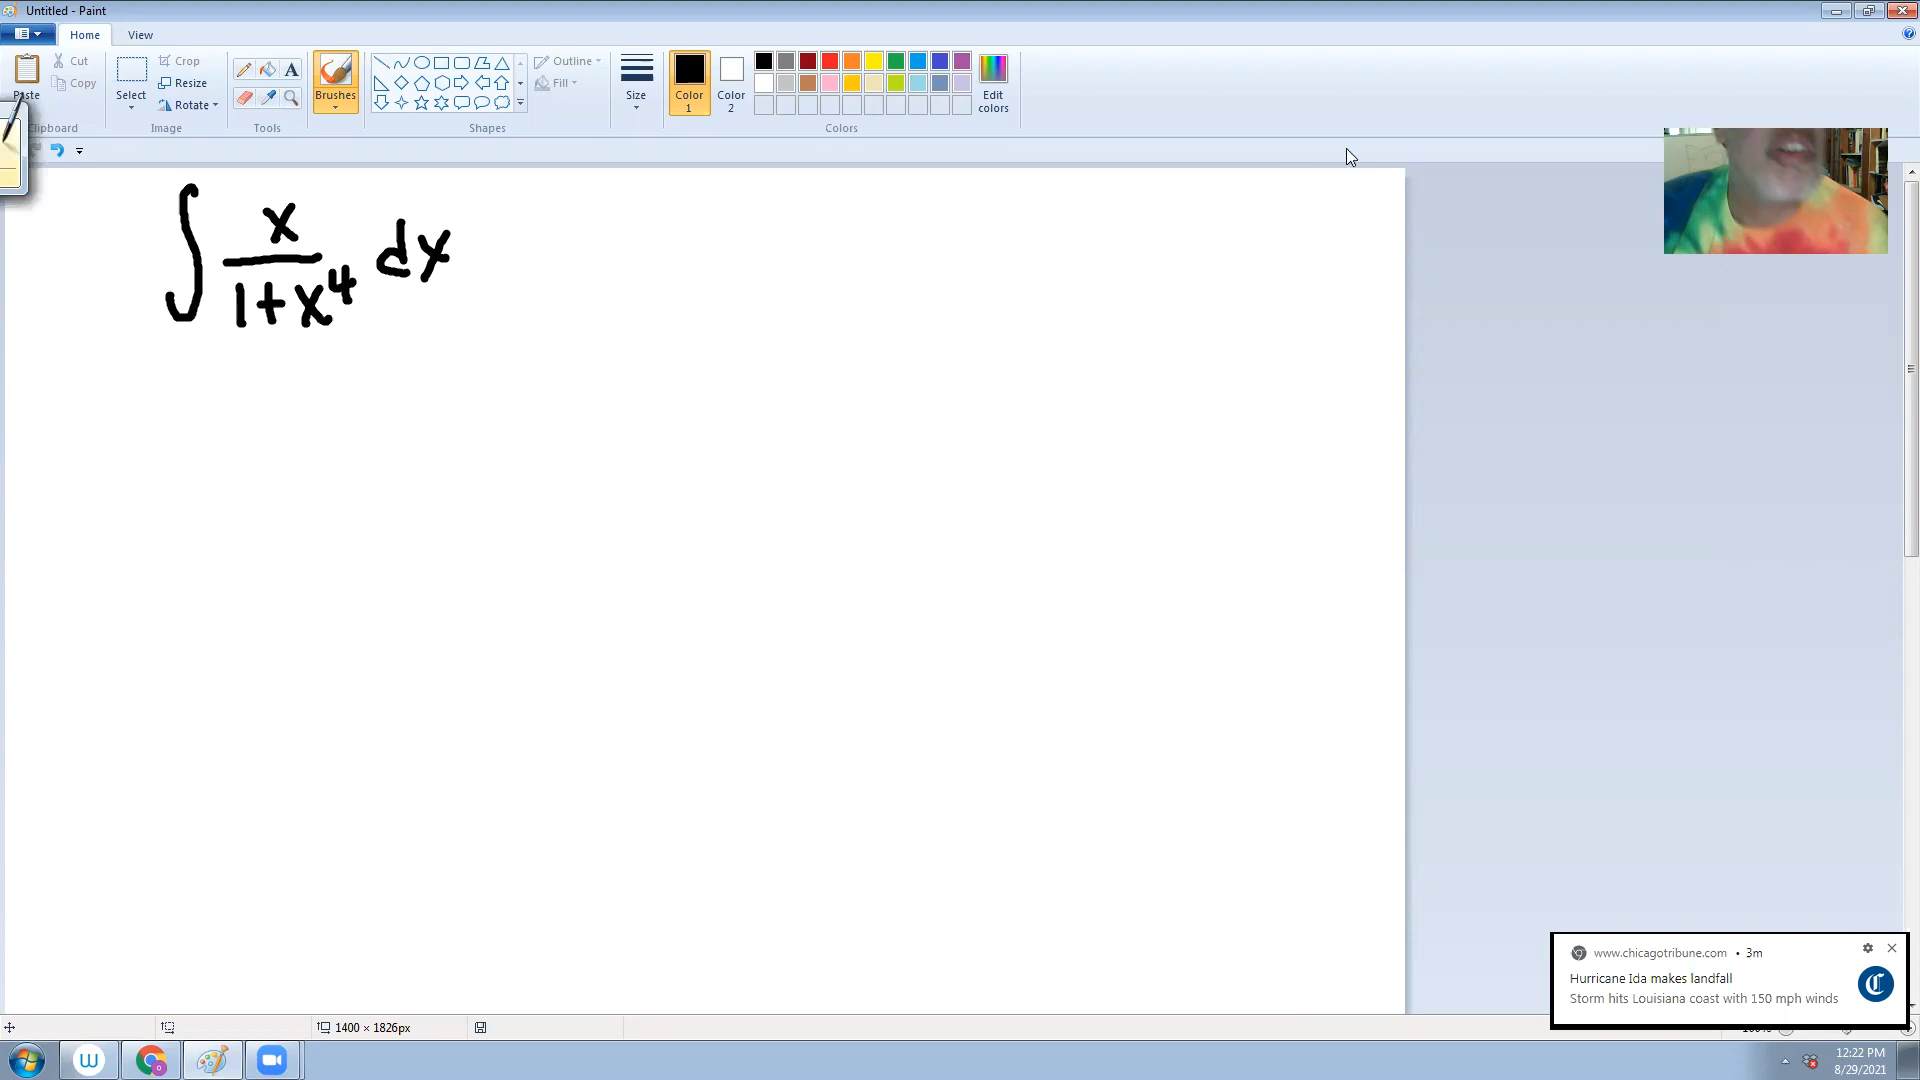 Untitled - Paint
Home View
Paste
Cut
Copy
Clipboard
Select
Crop
Resize
Rotate
Image
A
Tools
Brushes
Shapes
Outline
Fill
Size
Color 1
Color 2
Edit colors
Colors
∫ x / (1+x⁴) dx
www.chicagotribune.com • 3m
Hurricane Ida makes landfall
Storm hits Louisiana coast with 150 mph winds
1400 × 1826px
12:22 PM
8/29/2021